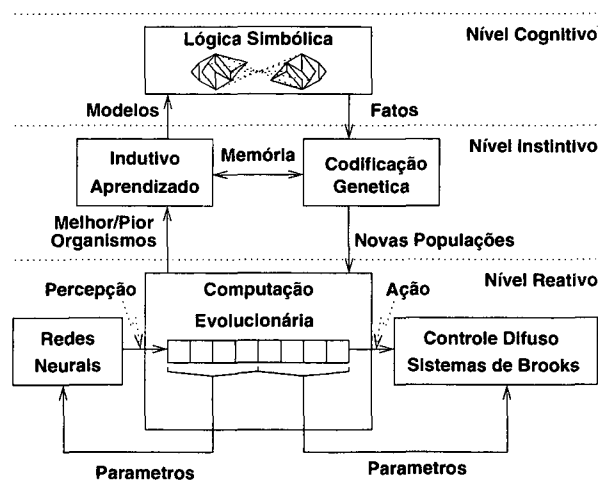 Nível Cognitivo
Lógica Simbólica
Modelos
Fatos
Nível Instintivo
Indutivo
Aprendizado
Memória
Codificação
Genetica
Melhor/Pior
Organismos
Novas Populações
Nível Reativo
Percepção
Computação
Evolucionária
Ação
Redes
Neurais
Controle Difuso
Sistemas de Brooks
Parametros
Parametros